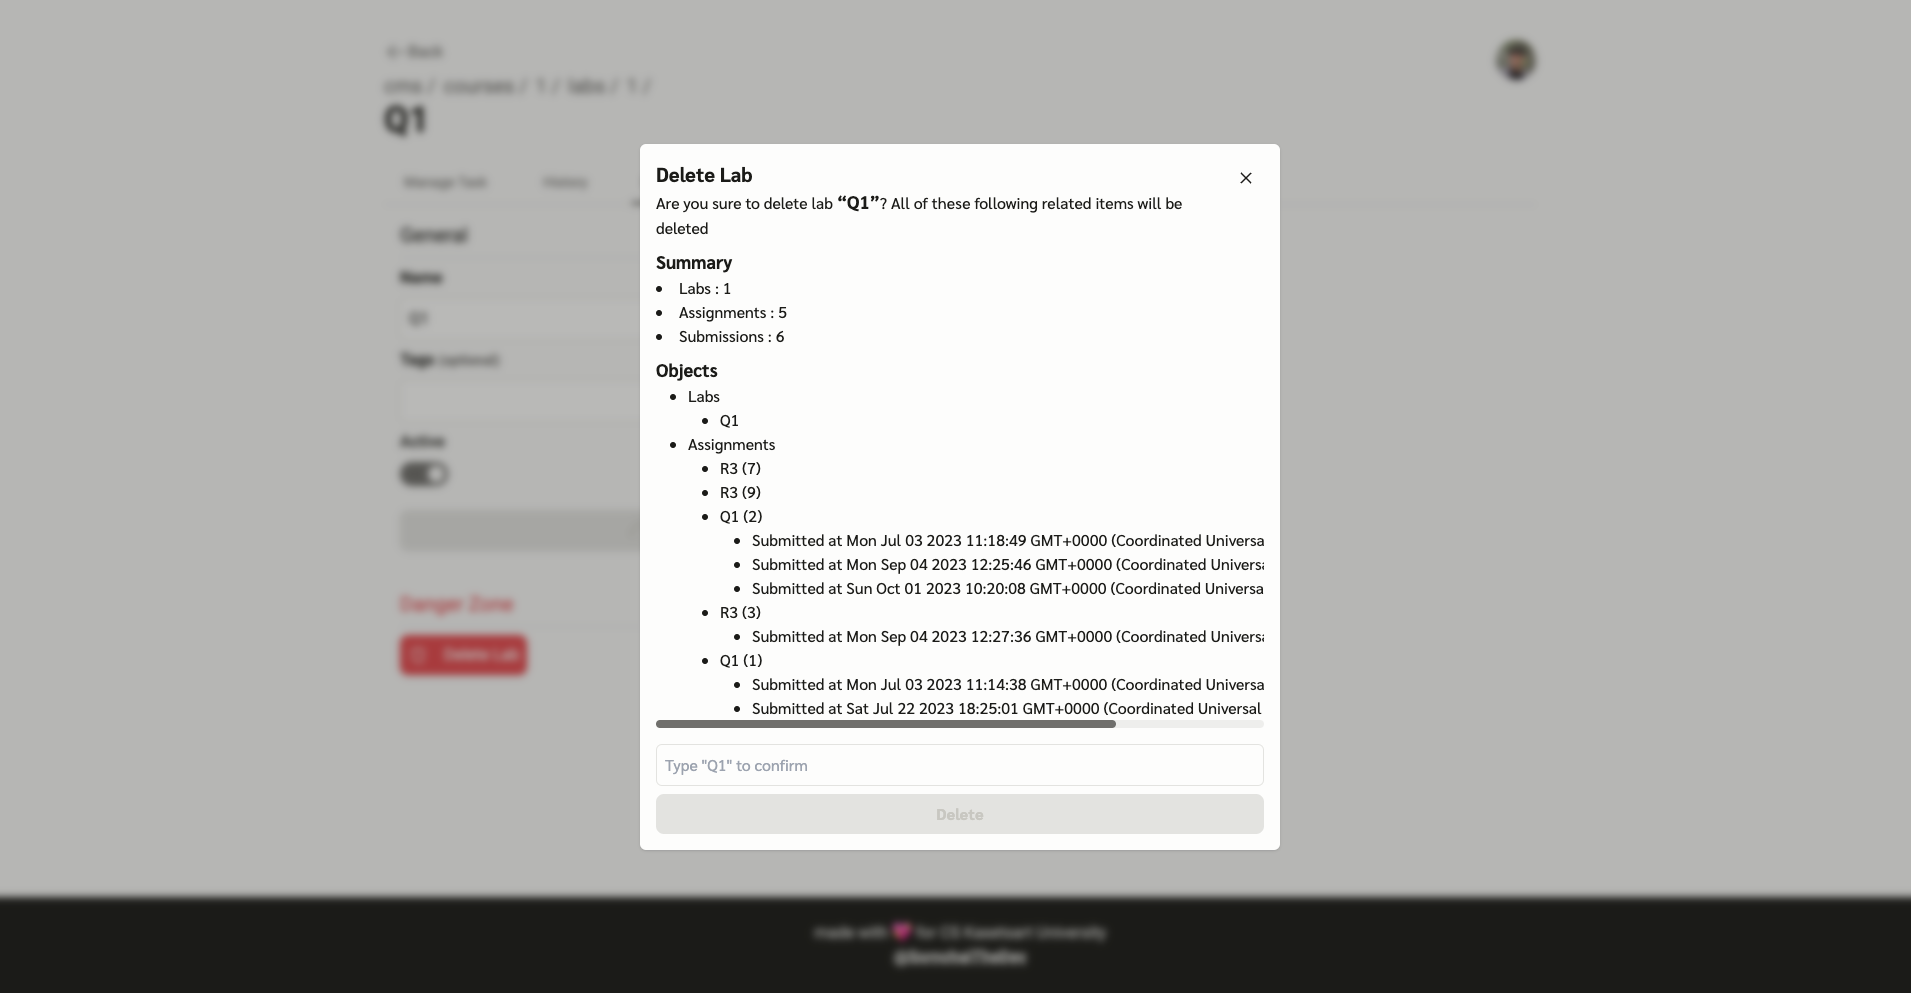 Back
cms / courses / 1 / labs / 1 /
Q1
Manage Task
History
Delete Lab
Are you sure to delete lab “Q1”? All of these following related items will be
deleted
Summary
• Labs : 1
• Assignments : 5
• Submissions : 6
Objects
• Labs
• Q1
• Assignments
• R3 (7)
• R3 (9)
• Q1 (2)
• Submitted at Mon Jul 03 2023 11:18:49 GMT+0000 (Coordinated Universa
• Submitted at Mon Sep 04 2023 12:25:46 GMT+0000 (Coordinated Universa
• Submitted at Sun Oct 01 2023 10:20:08 GMT+0000 (Coordinated Universa
• R3 (3)
• Submitted at Mon Sep 04 2023 12:27:36 GMT+0000 (Coordinated Universa
• Q1 (1)
• Submitted at Mon Jul 03 2023 11:14:38 GMT+0000 (Coordinated Universa
• Submitted at Sat Jul 22 2023 18:25:01 GMT+0000 (Coordinated Universal
Type "Q1" to confirm
Delete
General
Name
Q1
Tags (optional)
Active
Danger Zone
Delete Lab
made with 💗 for CS Kasetsart University